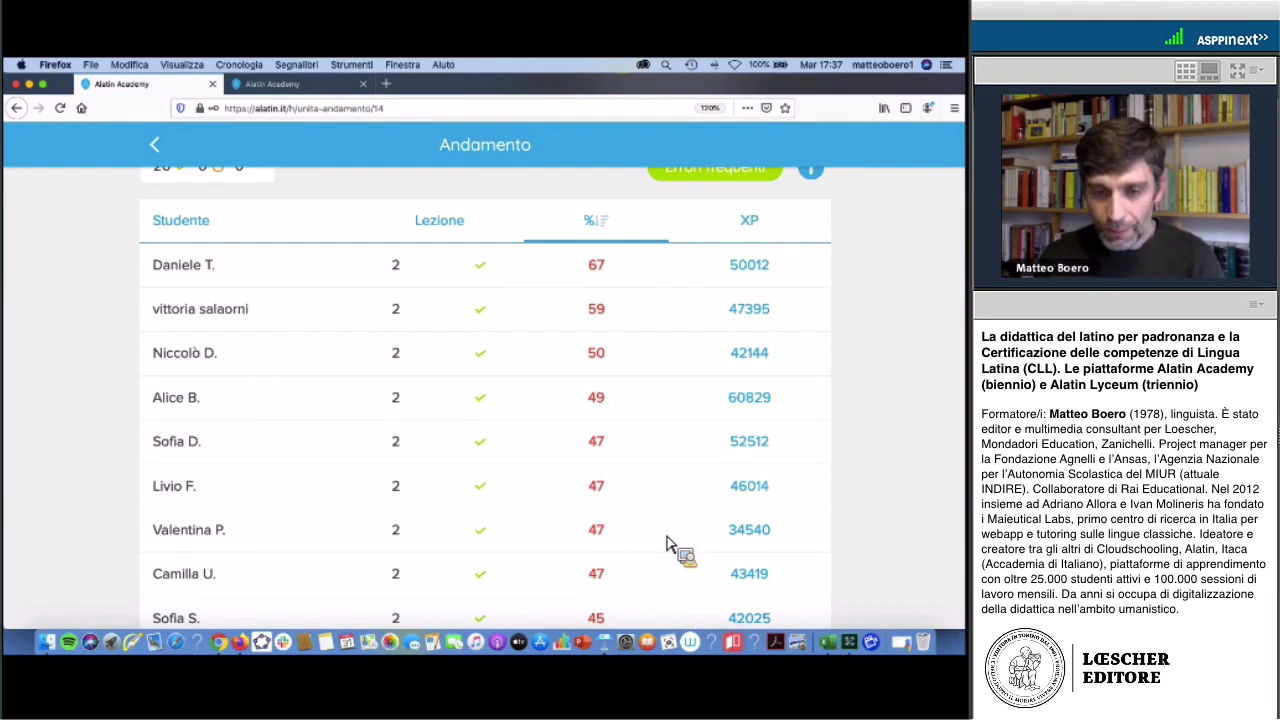 Firefox File Modifica Visualizza Cronologia Segnalibri Strumenti Finestra Aiuto 100% Mar 17:37 matteoboero1
Alatin Academy Alatin Academy
https://alatin.it/h/unita-andamento/14 120%
Andamento
Errori frequenti
Studente Lezione % XP
Daniele T. 2 67 50012
vittoria salaorni 2 59 47395
Niccolò D. 2 50 42144
Alice B. 2 49 60829
Sofia D. 2 47 52512
Livio F. 2 47 46014
Valentina P. 2 47 34540
Camilla U. 2 47 43419
Sofia S. 2 45 42025
ASPPInext>>
Matteo Boero
La didattica del latino per padronanza e la
Certificazione delle competenze di Lingua
Latina (CLL). Le piattaforme Alatin Academy
(biennio) e Alatin Lyceum (triennio)
Formatore/i: Matteo Boero (1978), linguista. È stato
editor e multimedia consultant per Loescher,
Mondadori Education, Zanichelli. Project manager per
la Fondazione Agnelli e l'Ansas, l'Agenzia Nazionale
per l'Autonomia Scolastica del MIUR (attuale
INDIRE). Collaboratore di Rai Educational. Nel 2012
insieme ad Adriano Allora e Ivan Molineris ha fondato
i Maieutical Labs, primo centro di ricerca in Italia per
webapp e tutoring sulle lingue classiche. Ideatore e
creatore tra gli altri di Cloudschooling, Alatin, Itaca
(Accademia di Italiano), piattaforme di apprendimento
con oltre 25.000 studenti attivi e 100.000 sessioni di
lavoro mensili. Da anni si occupa di digitalizzazione
della didattica nell'ambito umanistico.
LŒSCHER
EDITORE